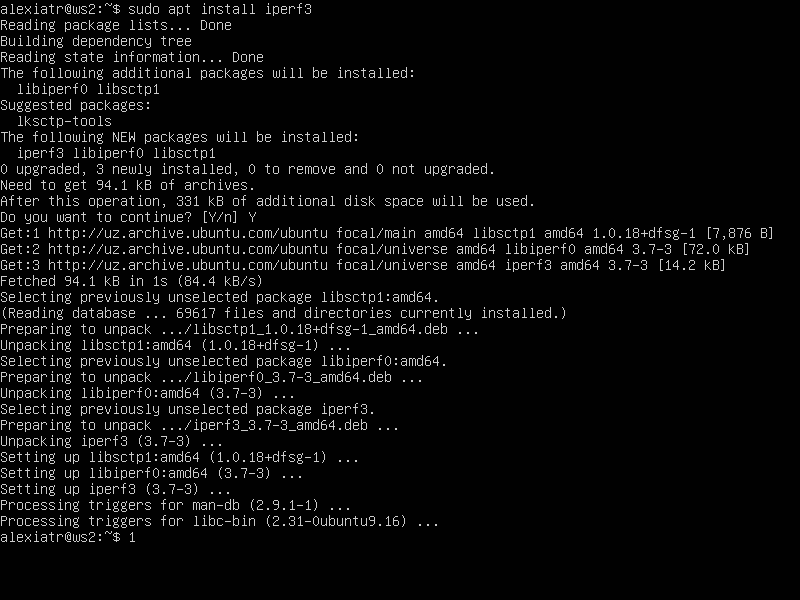 alexiatr@ws2:~$ sudo apt install iperf3
Reading package lists... Done
Building dependency tree
Reading state information... Done
The following additional packages will be installed:
  libiperf0 libsctp1
Suggested packages:
  lksctp-tools
The following NEW packages will be installed:
  iperf3 libiperf0 libsctp1
0 upgraded, 3 newly installed, 0 to remove and 0 not upgraded.
Need to get 94.1 kB of archives.
After this operation, 331 kB of additional disk space will be used.
Do you want to continue? [Y/n] Y
Get:1 http://uz.archive.ubuntu.com/ubuntu focal/main amd64 libsctp1 amd64 1.0.18+dfsg-1 [7,876 B]
Get:2 http://uz.archive.ubuntu.com/ubuntu focal/universe amd64 libiperf0 amd64 3.7-3 [72.0 kB]
Get:3 http://uz.archive.ubuntu.com/ubuntu focal/universe amd64 iperf3 amd64 3.7-3 [14.2 kB]
Fetched 94.1 kB in 1s (84.4 kB/s)
Selecting previously unselected package libsctp1:amd64.
(Reading database ... 69617 files and directories currently installed.)
Preparing to unpack .../libsctp1_1.0.18+dfsg-1_amd64.deb ...
Unpacking libsctp1:amd64 (1.0.18+dfsg-1) ...
Selecting previously unselected package libiperf0:amd64.
Preparing to unpack .../libiperf0_3.7-3_amd64.deb ...
Unpacking libiperf0:amd64 (3.7-3) ...
Selecting previously unselected package iperf3.
Preparing to unpack .../iperf3_3.7-3_amd64.deb ...
Unpacking iperf3 (3.7-3) ...
Setting up libsctp1:amd64 (1.0.18+dfsg-1) ...
Setting up libiperf0:amd64 (3.7-3) ...
Setting up iperf3 (3.7-3) ...
Processing triggers for man-db (2.9.1-1) ...
Processing triggers for libc-bin (2.31-0ubuntu9.16) ...
alexiatr@ws2:~$ 1